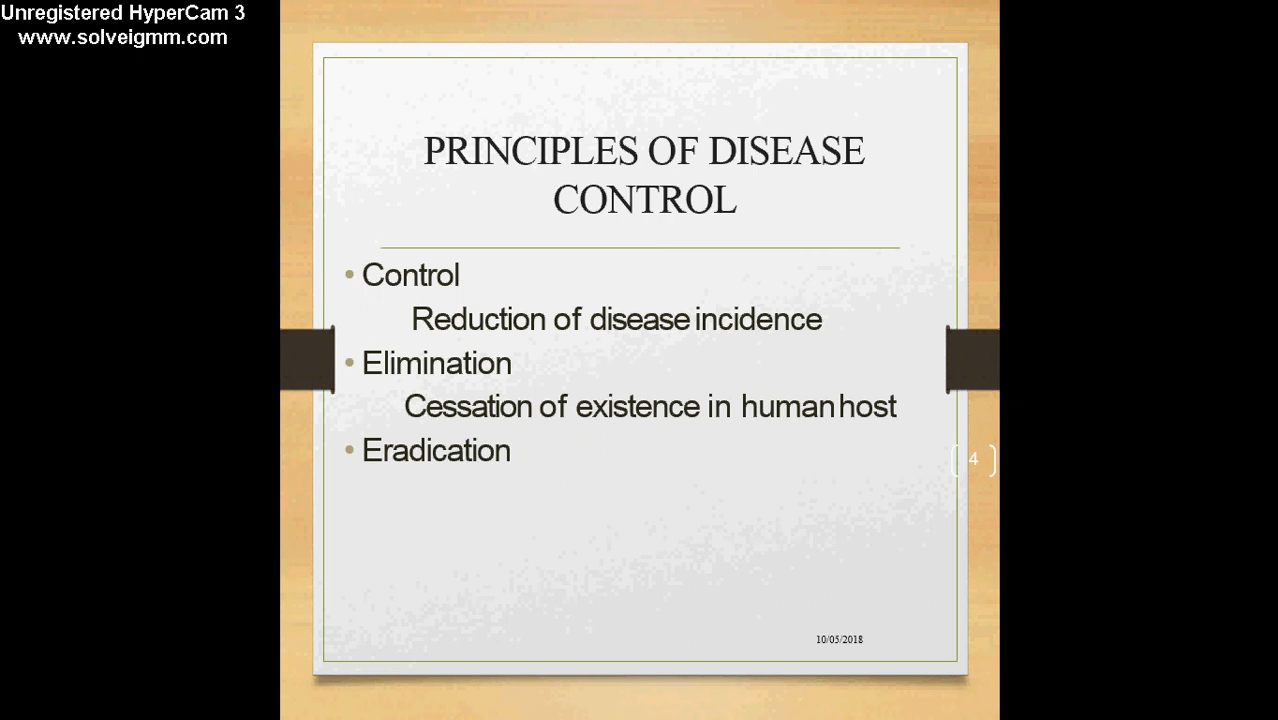 Unregistered HyperCam 3
www.solveigmm.com
PRINCIPLES OF DISEASE
CONTROL
• Control
Reduction of disease incidence
• Elimination
Cessation of existence in human host
• Eradication
4
10/05/2018